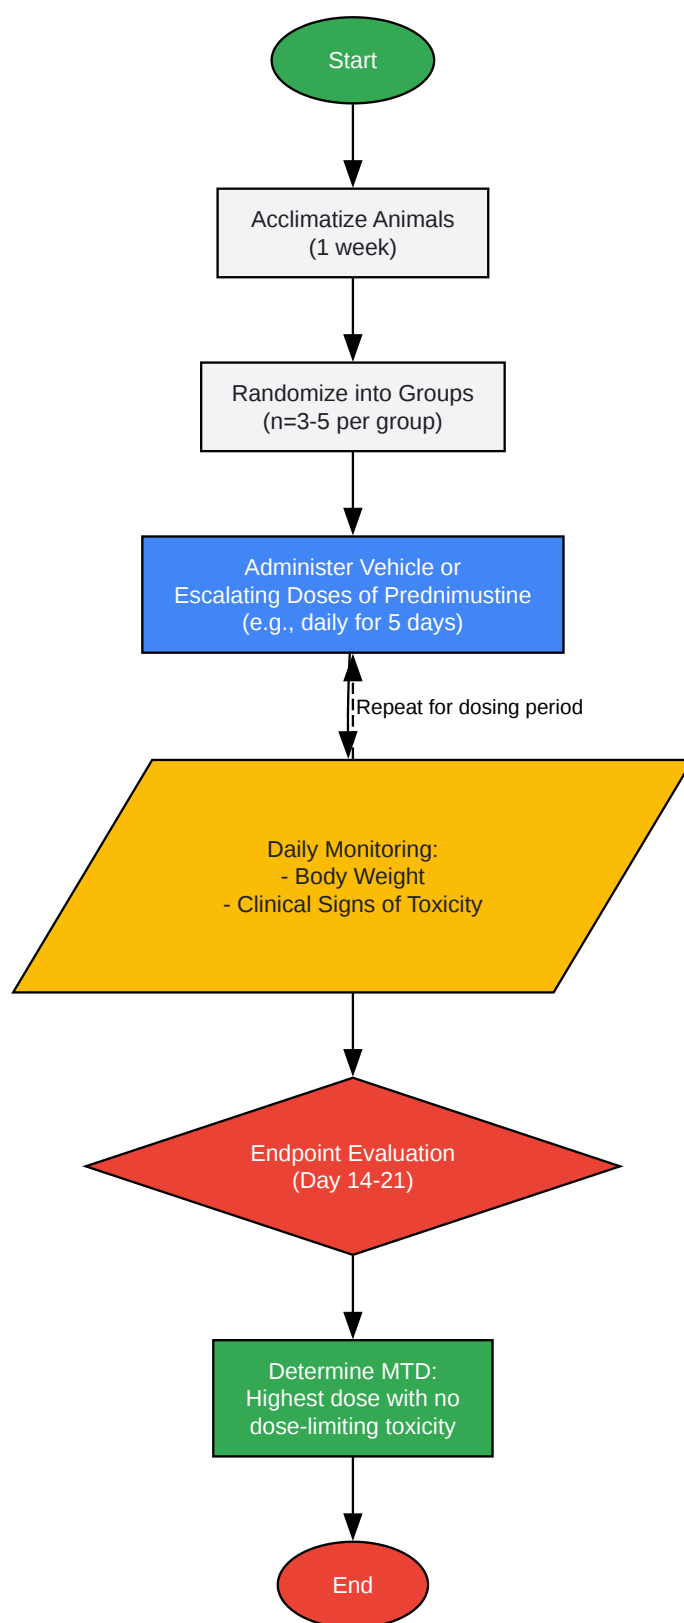 Start
Acclimatize Animals
(1 week)
Randomize into Groups
(n=3-5 per group)
Administer Vehicle or
Escalating Doses of Prednimustine
(e.g., daily for 5 days)
Repeat for dosing period
Daily Monitoring:
- Body Weight
- Clinical Signs of Toxicity
Endpoint Evaluation
(Day 14-21)
Determine MTD:
Highest dose with no
dose-limiting toxicity
End